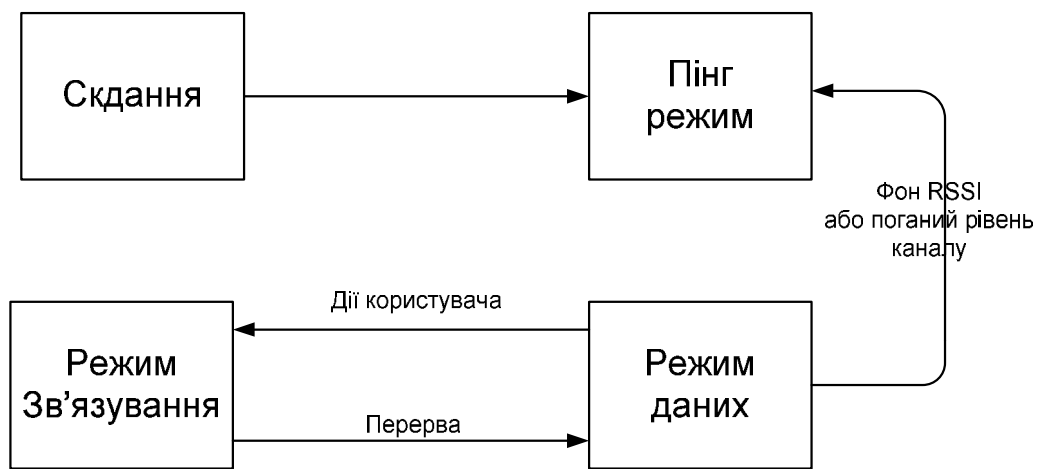 Скдання
Пінг
режим
Фон RSSI
або поганий рівень
каналу
Дії користувача
Режим
Зв'язування
Перерва
Режим
даних